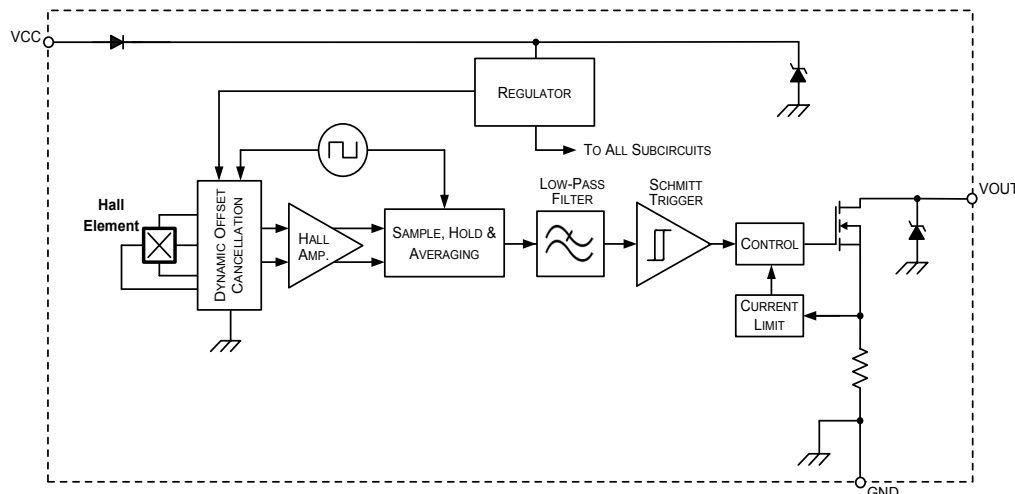 VCC
REGULATOR
TO ALL SUBCIRCUITS
LOW-PASS
FILTER
SCHMITT
TRIGGER
VOUT
Hall
Element
DYNAMIC OFFSET
CANCELLATION
HALL
AMP.
SAMPLE, HOLD &
AVERAGING
CONTROL
CURRENT
LIMIT
GND